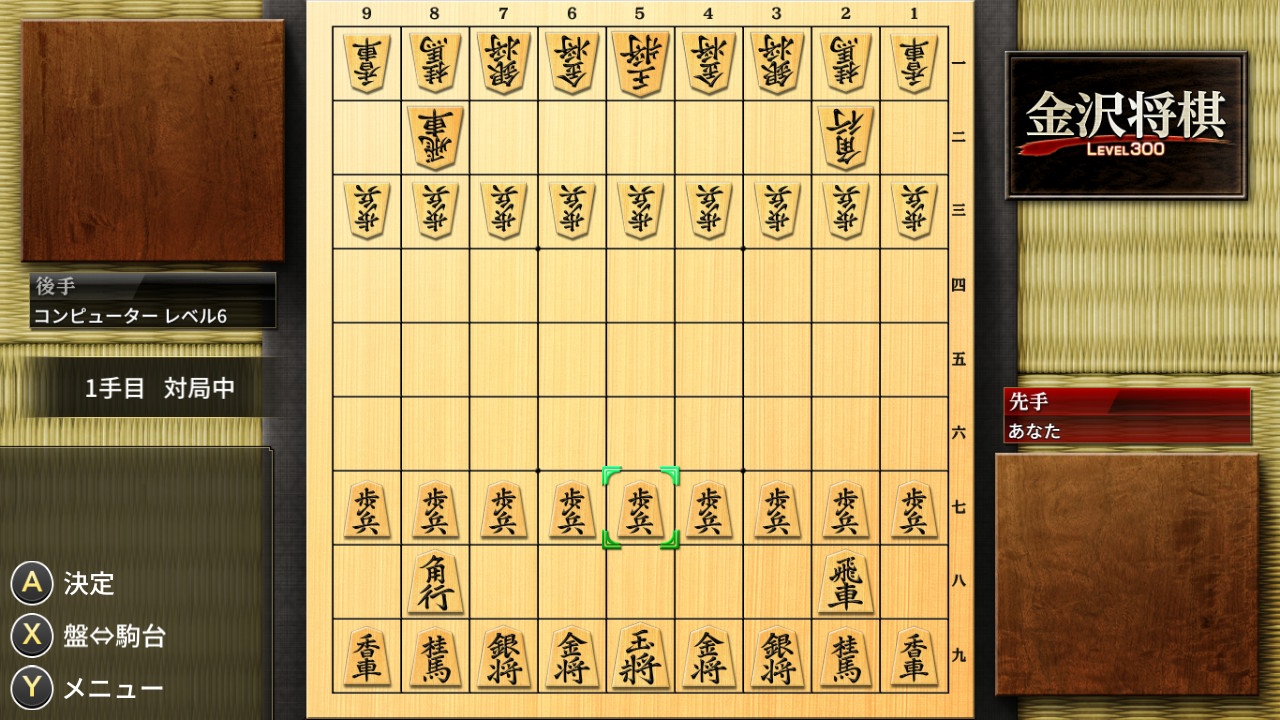 9 8 7 6 5 4 3 2 1
香車 桂馬 銀将 金将 王将 金将 銀将 桂馬 香車 一
飛車 角行 二
歩兵 歩兵 歩兵 歩兵 歩兵 歩兵 歩兵 歩兵 歩兵 三
四
五
六
歩兵 歩兵 歩兵 歩兵 歩兵 歩兵 歩兵 歩兵 歩兵 七
角行 飛車 八
香車 桂馬 銀将 金将 玉将 金将 銀将 桂馬 香車 九
後手
コンピューター レベル6
1手目 対局中
A 決定
X 盤⇔駒台
Y メニュー
金沢将棋
LEVEL300
先手
あなた